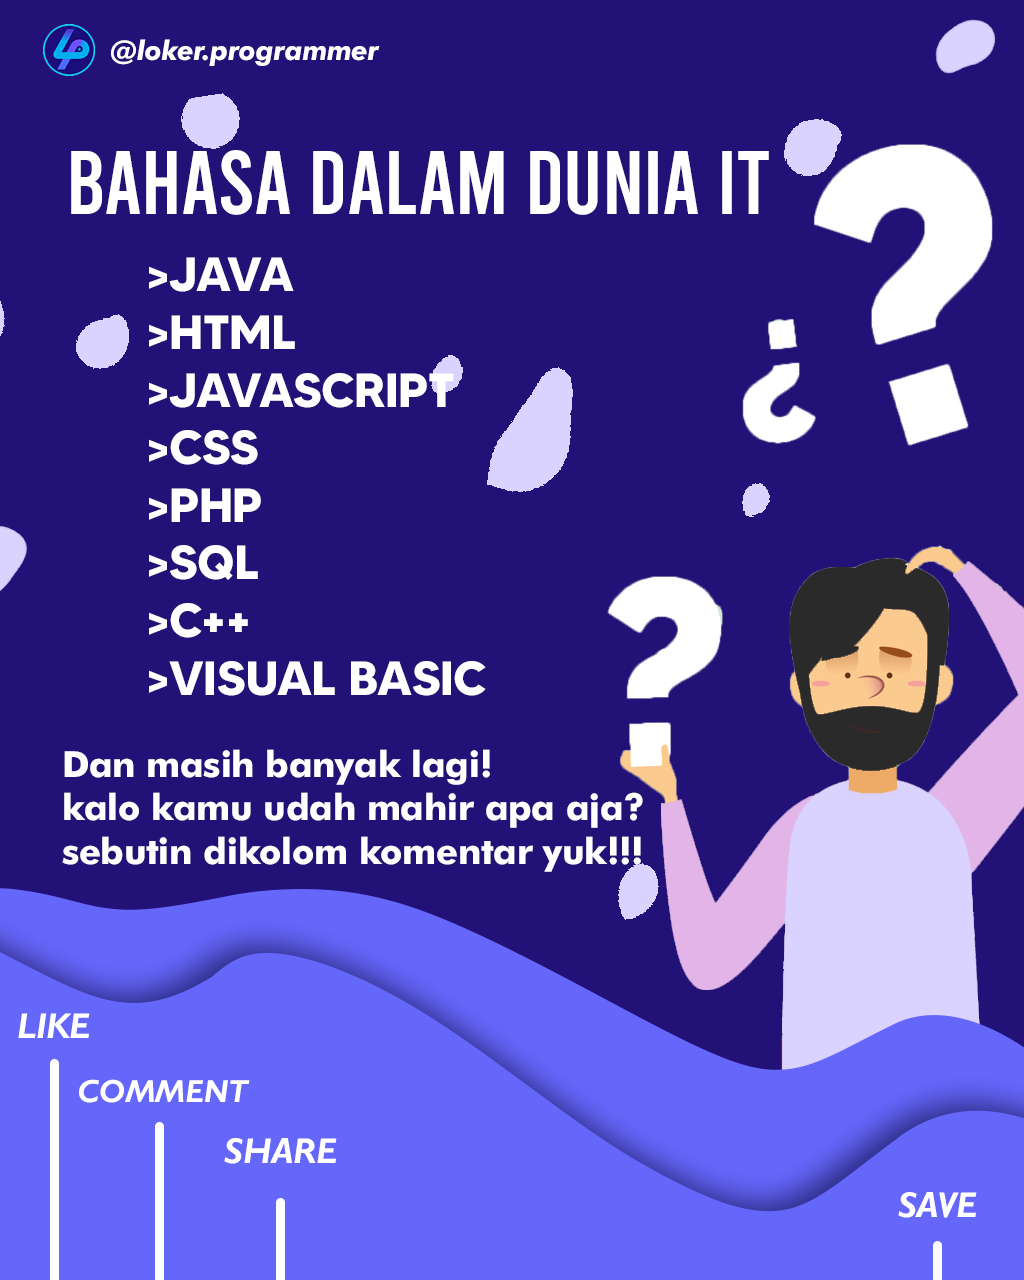 @loker.programmer
BAHASA DALAM DUNIA IT
>JAVA
>HTML
>JAVASCRIPT
>CSS
>PHP
>SQL
>C++
>VISUAL BASIC
Dan masih banyak lagi!
kalo kamu udah mahir apa aja?
sebutin dikolom komentar yuk!!!
LIKE
COMMENT
SHARE
SAVE